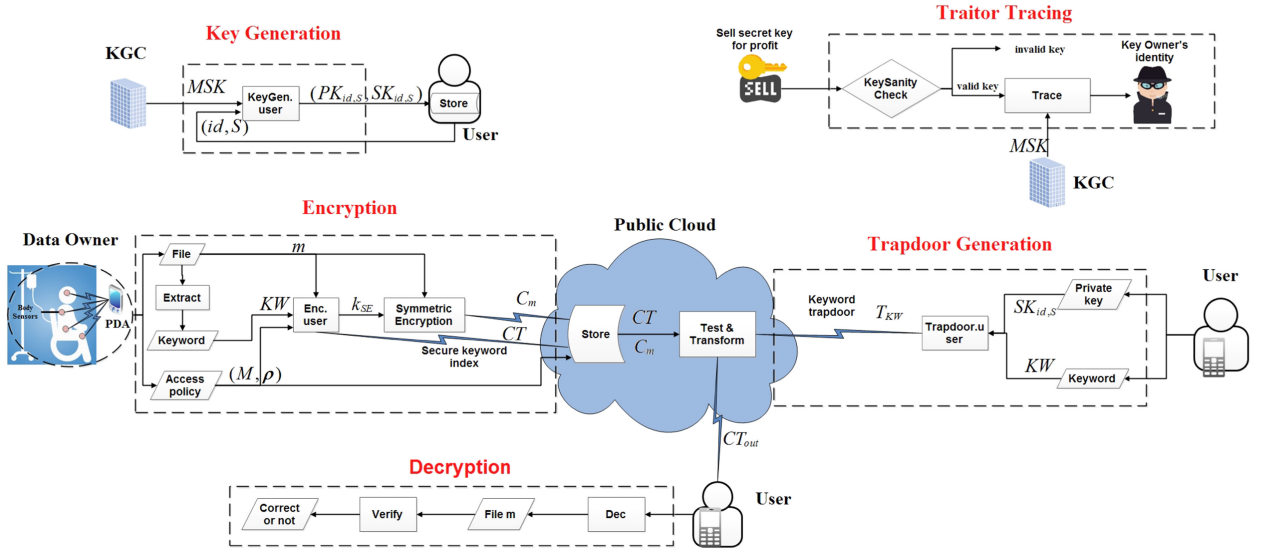 Key Generation
KGC
MSK
KeyGen.
user
(PK_{id,S}, SK_{id,S})
(id, S)
Store
User
Traitor Tracing
Sell secret key
for profit
SELL
KeySanity
Check
invalid key
valid key
Trace
Key Owner's
identity
MSK
KGC
Encryption
Data Owner
Body
Sensors
PDA
File
m
Extract
Keyword
KW
Enc.
user
k_{SE}
Symmetric
Encryption
C_m
CT
Secure keyword
index
Access
policy
(M, ρ)
Public Cloud
Store
CT
C_m
Test &
Transform
CT_{out}
Trapdoor Generation
Keyword
trapdoor
T_{KW}
Trapdoor.u
ser
SK_{id,S}
Private
key
KW
Keyword
User
Decryption
Correct
or not
Verify
File m
Dec
User